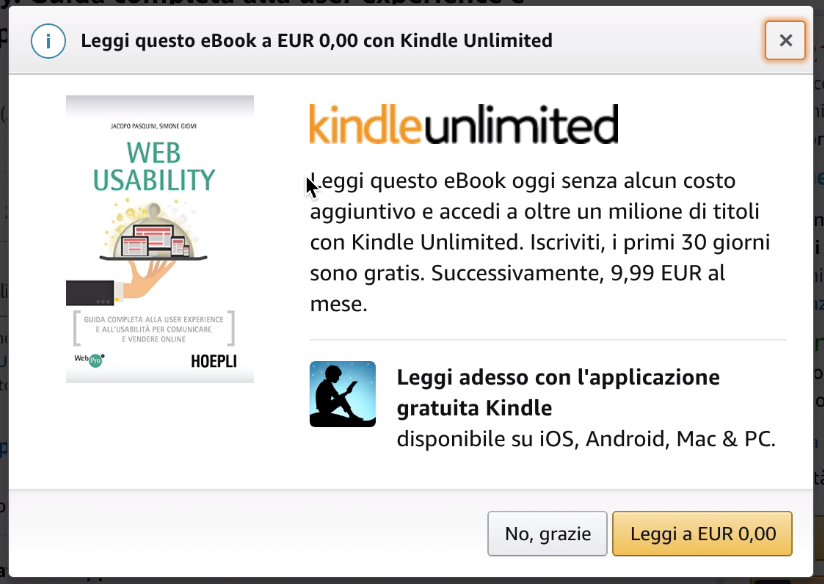 Leggi questo eBook a EUR 0,00 con Kindle Unlimited
JACOPO PASQUINI, SIMONE GIOMI
WEB
USABILITY
GUIDA COMPLETA ALLA USER EXPERIENCE
E ALL'USABILITÀ PER COMUNICARE
E VENDERE ONLINE
Web Pro
HOEPLI
kindleunlimited
Leggi questo eBook oggi senza alcun costo
aggiuntivo e accedi a oltre un milione di titoli
con Kindle Unlimited. Iscriviti, i primi 30 giorni
sono gratis. Successivamente, 9,99 EUR al
mese.
Leggi adesso con l'applicazione
gratuita Kindle
disponibile su iOS, Android, Mac & PC.
No, grazie
Leggi a EUR 0,00